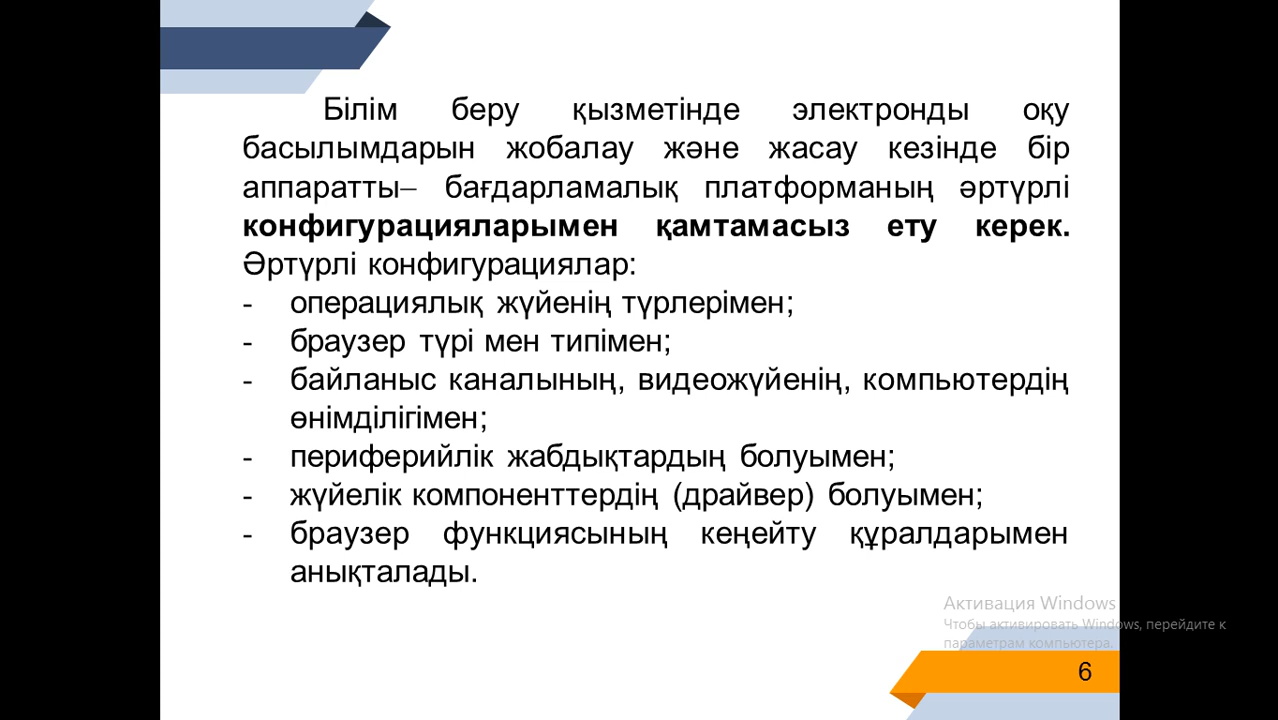 Білім беру қызметінде электронды оқу
басылымдарын жобалау және жасау кезінде бір
аппаратты– бағдарламалық платформаның әртүрлі
конфигурацияларымен қамтамасыз ету керек.
Әртүрлі конфигурациялар:
- операциялық жүйенің түрлерімен;
- браузер түрі мен типімен;
- байланыс каналының, видеожүйенің, компьютердің
өнімділігімен;
- периферийлік жабдықтардың болуымен;
- жүйелік компоненттердің (драйвер) болуымен;
- браузер функциясының кеңейту құралдарымен
анықталады.
Активация Windows
Чтобы активировать Windows, перейдите к
параметрам компьютера.
6